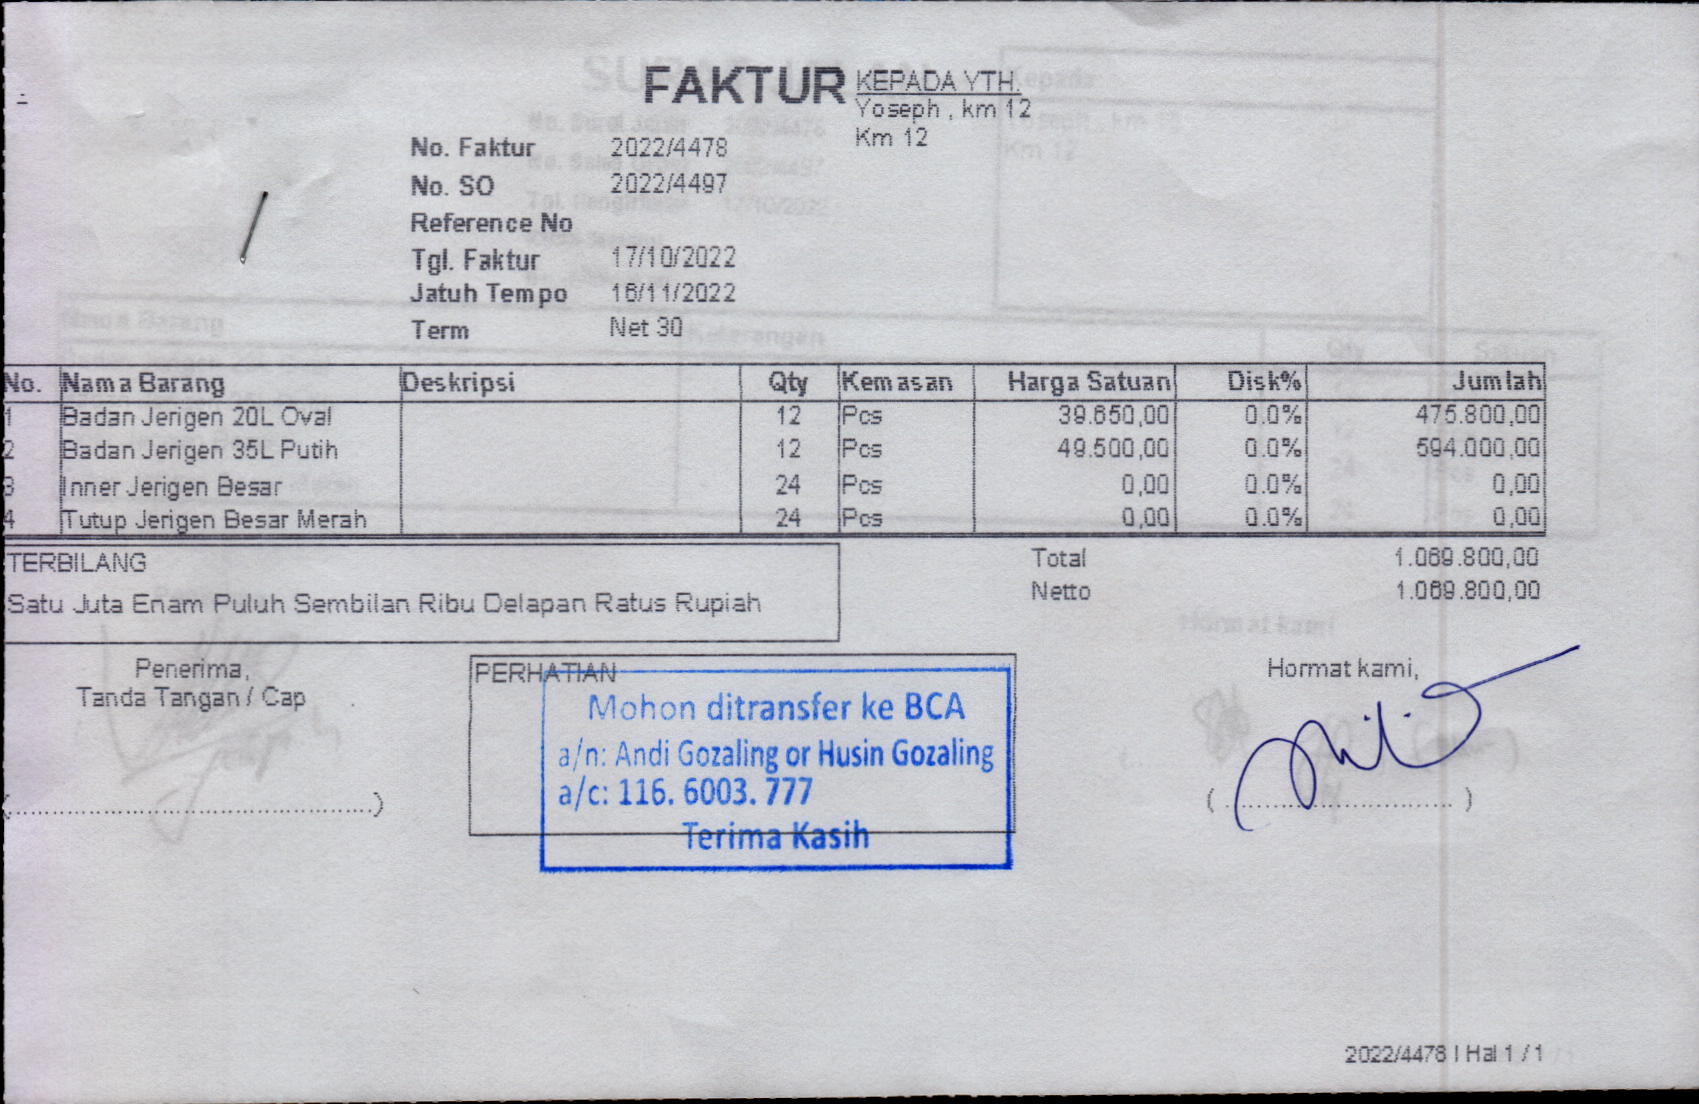 FAKTUR
KEPADA YTH.
Yoseph , km 12
Km 12
No. Faktur 2022/4478
No. SO 2022/4497
Reference No
Tgl. Faktur 17/10/2022
Jatuh Tempo 16/11/2022
Term Net 30
No. Nama Barang Deskripsi Qty Kemasan Harga Satuan Disk% Jumlah
1 Badan Jerigen 20L Oval 12 Pcs 39.650,00 0.0% 475.800,00
2 Badan Jerigen 35L Putih 12 Pcs 49.500,00 0.0% 594.000,00
3 Inner Jerigen Besar 24 Pcs 0,00 0.0% 0,00
4 Tutup Jerigen Besar Merah 24 Pcs 0,00 0.0% 0,00
TERBILANG
Satu Juta Enam Puluh Sembilan Ribu Delapan Ratus Rupiah
Total 1.069.800,00
Netto 1.069.800,00
Penerima,
Tanda Tangan / Cap
(........................................................)
PERHATIAN
Mohon ditransfer ke BCA
a/n: Andi Gozaling or Husin Gozaling
a/c: 116. 6003. 777
Terima Kasih
Hormat kami,
( ................................... )
2022/4478 | Hal 1 / 1